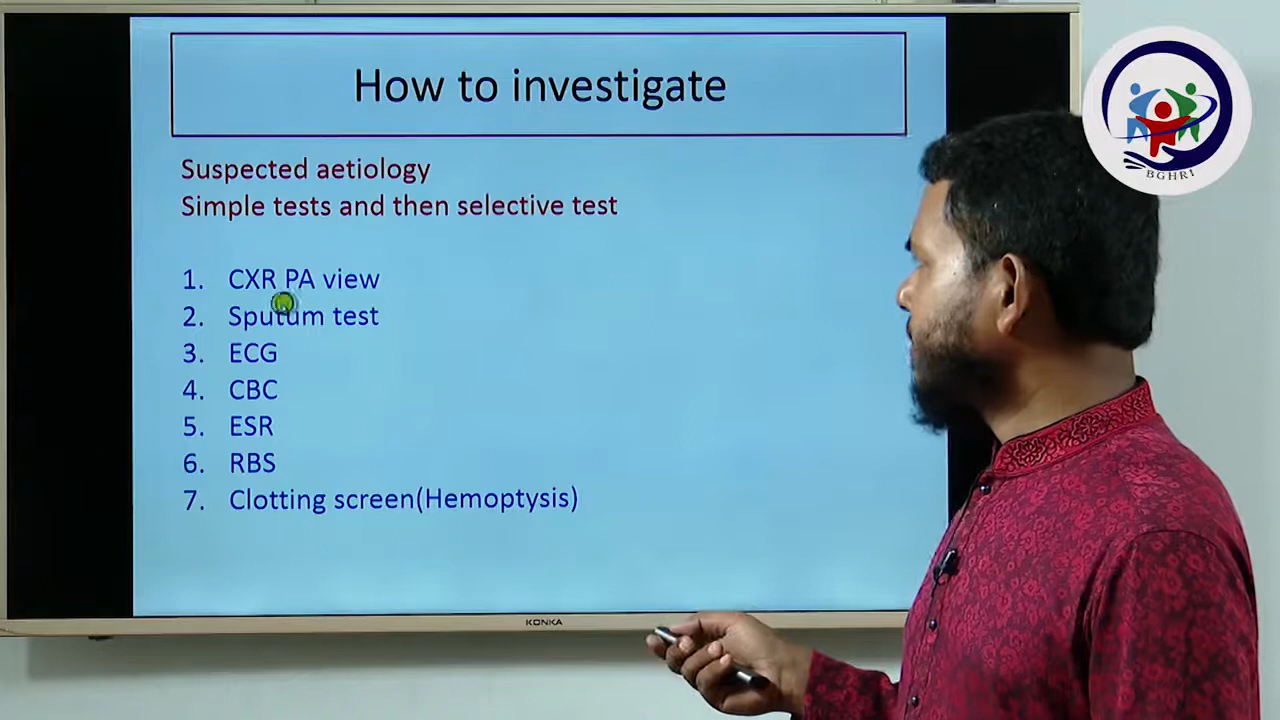 How to investigate
Suspected aetiology
Simple tests and then selective test
1. CXR PA view
2. Sputum test
3. ECG
4. CBC
5. ESR
6. RBS
7. Clotting screen(Hemoptysis)
KONKA
BGHRI